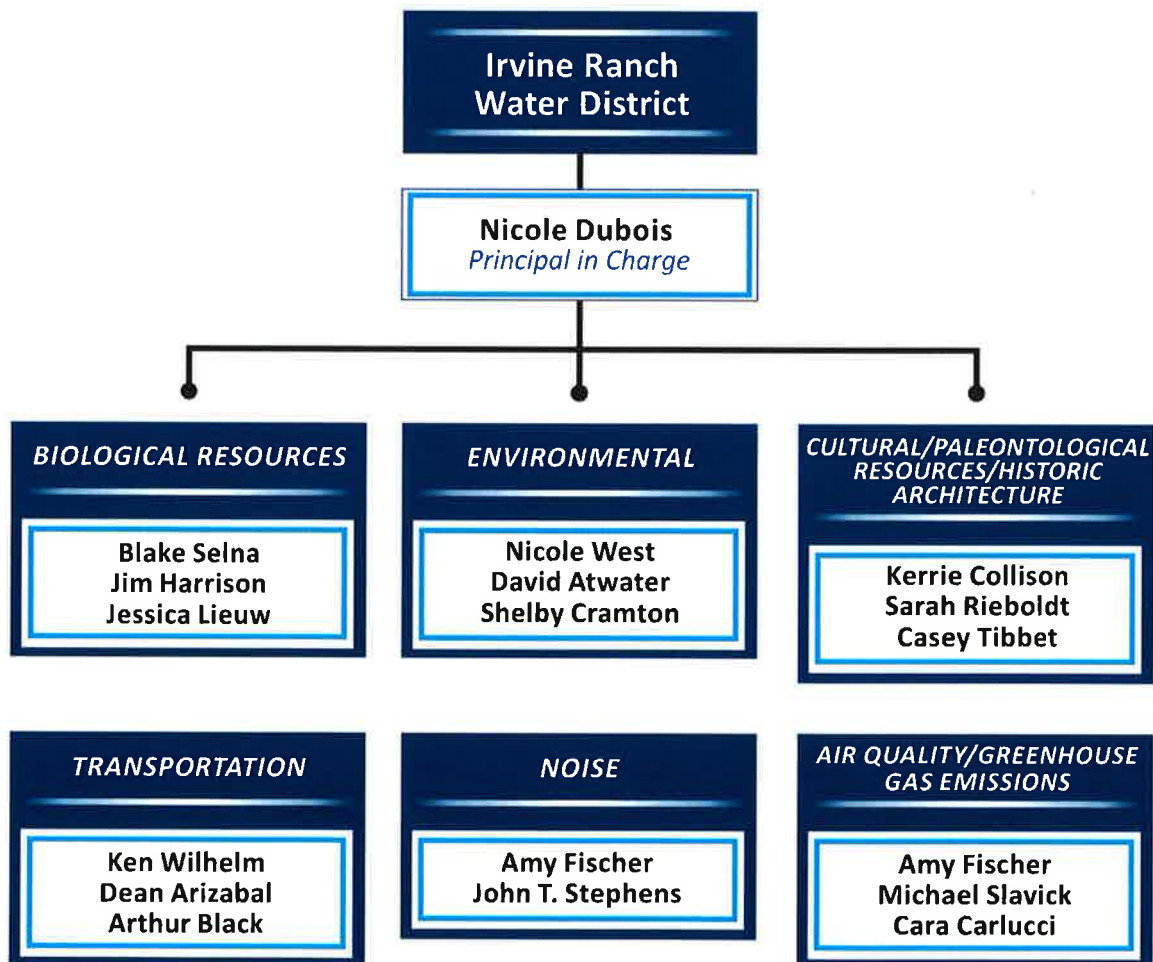 Irvine Ranch
Water District
Nicole Dubois
Principal in Charge
BIOLOGICAL RESOURCES
Blake Selna
Jim Harrison
Jessica Lieuw
ENVIRONMENTAL
Nicole West
David Atwater
Shelby Cramton
CULTURAL/PALEONTOLOGICAL
RESOURCES/HISTORIC
ARCHITECTURE
Kerrie Collison
Sarah Rieboldt
Casey Tibbet
TRANSPORTATION
Ken Wilhelm
Dean Arizabal
Arthur Black
NOISE
Amy Fischer
John T. Stephens
AIR QUALITY/GREENHOUSE
GAS EMISSIONS
Amy Fischer
Michael Slavick
Cara Carlucci